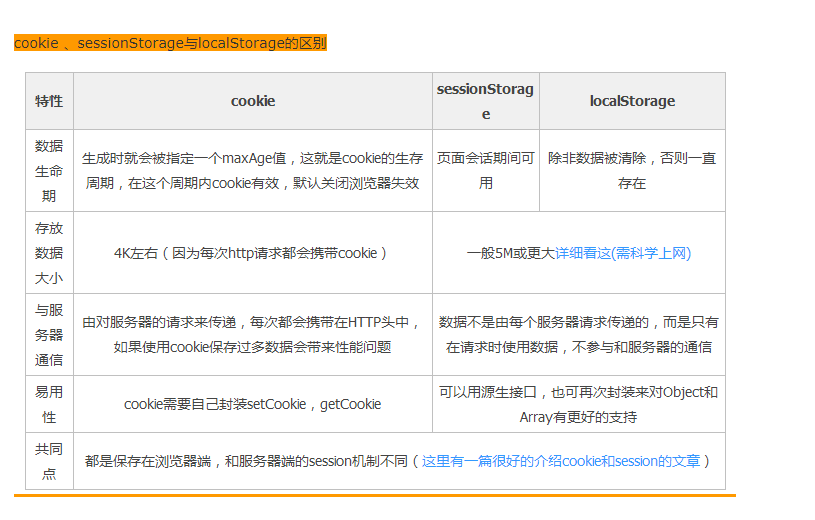 cookie 、sessionStorage与localStorage的区别
特性
cookie
sessionStorag
e
localStorage
数据
生命
期
生成时就会被指定一个maxAge值，这就是cookie的生存
周期，在这个周期内cookie有效，默认关闭浏览器失效
页面会话期间可
用
除非数据被清除，否则一直
存在
存放
数据
大小
4K左右（因为每次http请求都会携带cookie）
一般5M或更大详细看这(需科学上网)
与服
务器
通信
由对服务器的请求来传递，每次都会携带在HTTP头中，
如果使用cookie保存过多数据会带来性能问题
数据不是由每个服务器请求传递的，而是只有
在请求时使用数据，不参与和服务器的通信
易用
性
cookie需要自己封装setCookie，getCookie
可以用源生接口，也可再次封装来对Object和
Array有更好的支持
共同
点
都是保存在浏览器端，和服务器端的session机制不同（这里有一篇很好的介绍cookie和session的文章）